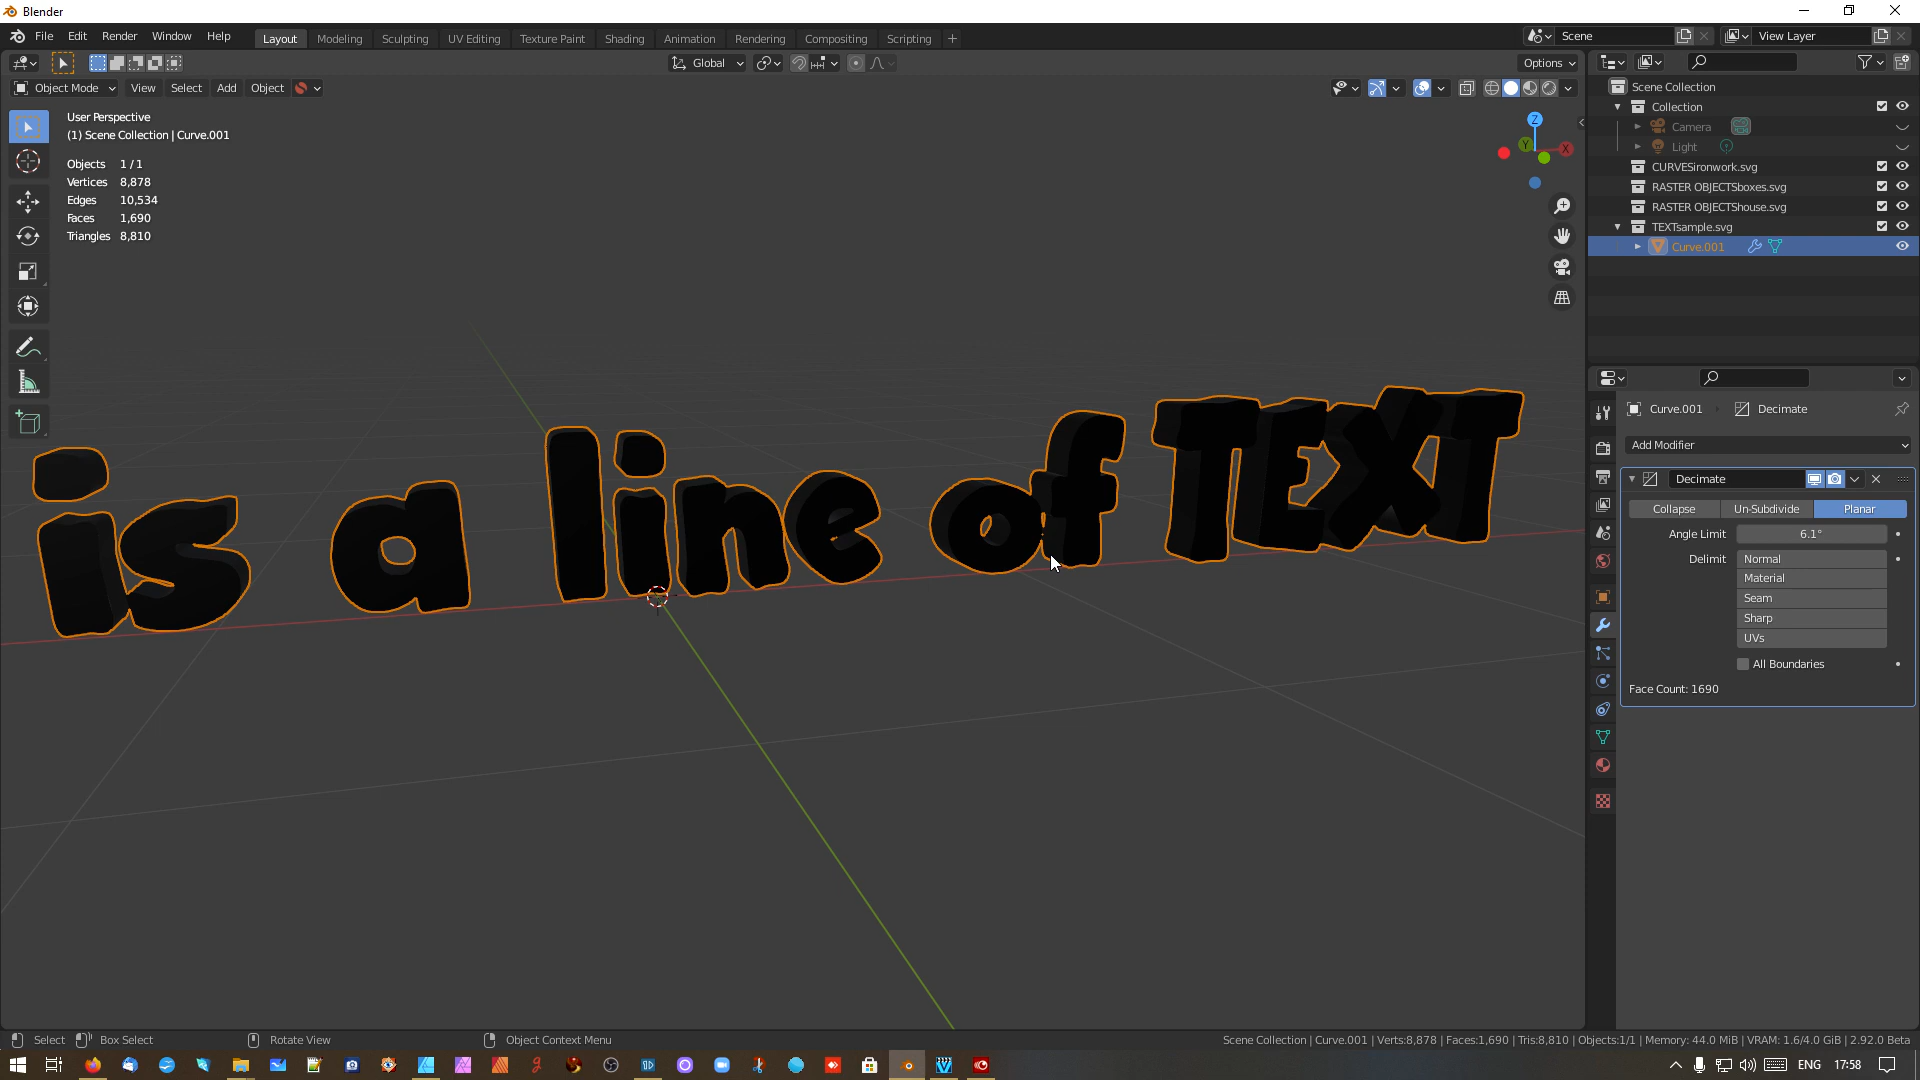 Blender
File Edit Render Window Help Layout Modeling Sculpting UV Editing Texture Paint Shading Animation Rendering Compositing Scripting + Scene View Layer
Global Options
Object Mode View Select Add Object
User Perspective
(1) Scene Collection | Curve.001
Objects 1/1
Vertices 8,878
Edges 10,534
Faces 1,690
Triangles 8,810
Z
Y X
is a line of TEXT
Scene Collection
Collection
Camera
Light
CURVESironwork.svg
RASTER OBJECTSboxes.svg
RASTER OBJECTShouse.svg
TEXTsample.svg
Curve.001
Curve.001 Decimate
Add Modifier
Decimate
Collapse Un-Subdivide Planar
Angle Limit 6.1°
Delimit Normal
Material
Seam
Sharp
UVs
All Boundaries
Face Count: 1690
Select Box Select Rotate View Object Context Menu Scene Collection | Curve.001 | Verts:8,878 | Faces:1,690 | Tris:8,810 | Objects:1/1 | Memory: 44.0 MiB | VRAM: 1.6/4.0 GiB | 2.92.0 Beta
ENG 17:58